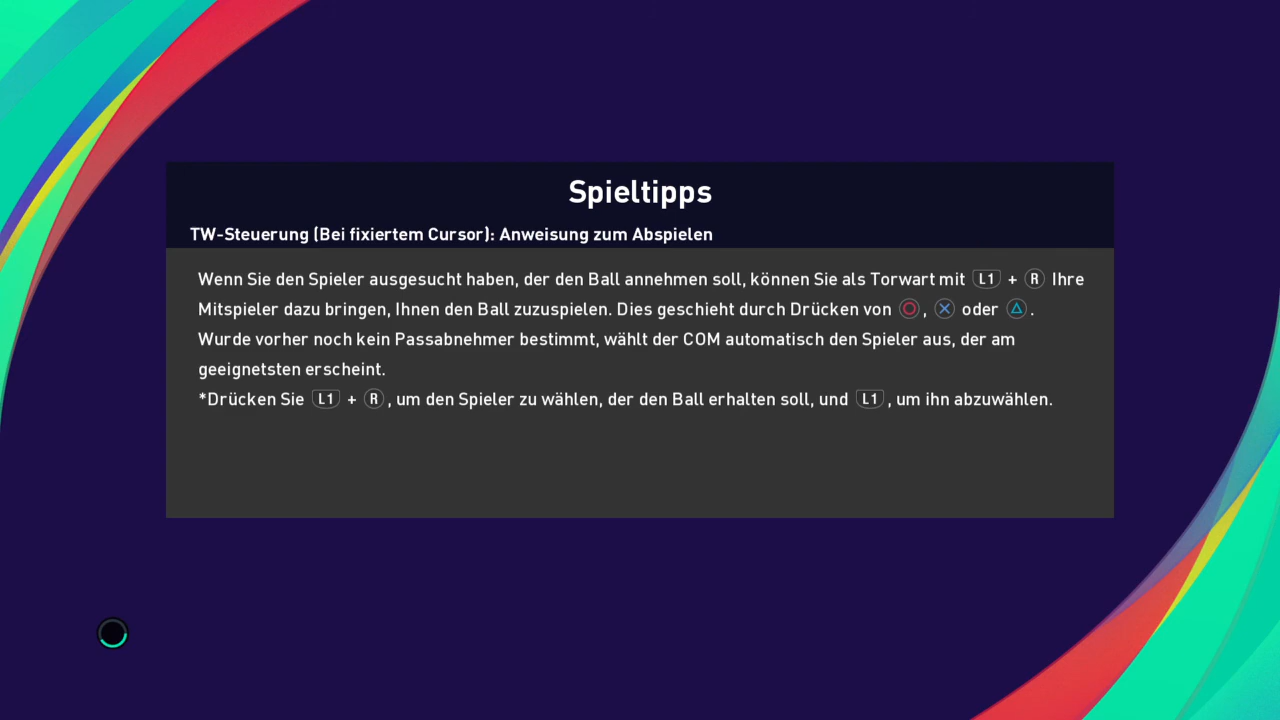 Spieltipps
TW-Steuerung (Bei fixiertem Cursor): Anweisung zum Abspielen
Wenn Sie den Spieler ausgesucht haben, der den Ball annehmen soll, können Sie als Torwart mit L1 + R Ihre
Mitspieler dazu bringen, Ihnen den Ball zuzuspielen. Dies geschieht durch Drücken von ○, ✕ oder △.
Wurde vorher noch kein Passabnehmer bestimmt, wählt der COM automatisch den Spieler aus, der am
geeignetsten erscheint.
*Drücken Sie L1 + R, um den Spieler zu wählen, der den Ball erhalten soll, und L1, um ihn abzuwählen.